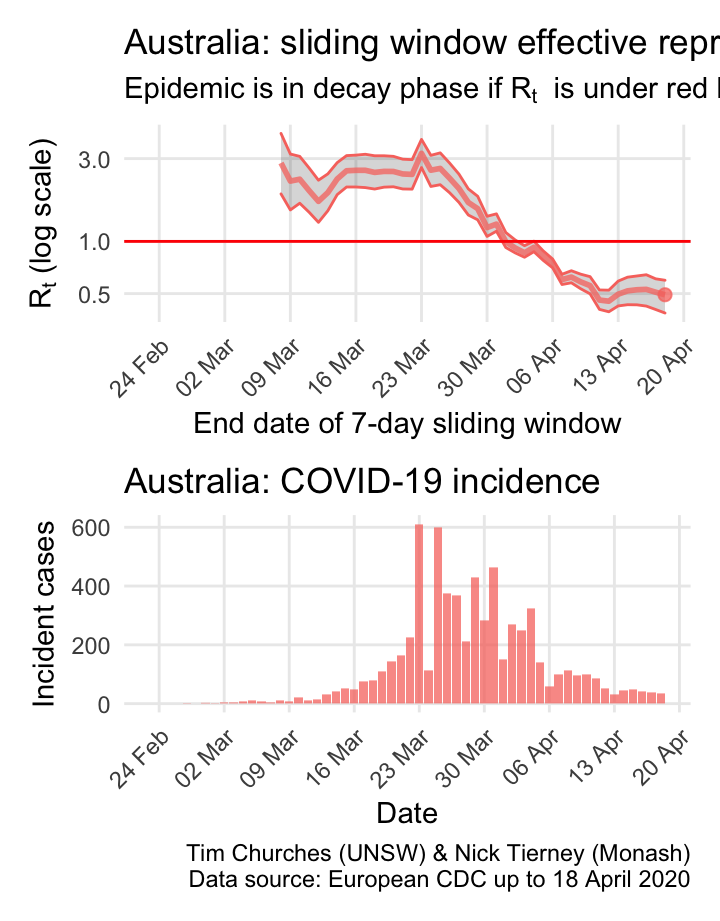 Australia: sliding window effective repr
Epidemic is in decay phase if Rt is under red l
Rt (log scale)
3.0
1.0
0.5
24 Feb
02 Mar
09 Mar
16 Mar
23 Mar
30 Mar
06 Apr
13 Apr
20 Apr
End date of 7-day sliding window
Australia: COVID-19 incidence
Incident cases
600
400
200
0
24 Feb
02 Mar
09 Mar
16 Mar
23 Mar
30 Mar
06 Apr
13 Apr
20 Apr
Date
Tim Churches (UNSW) & Nick Tierney (Monash)
Data source: European CDC up to 18 April 2020